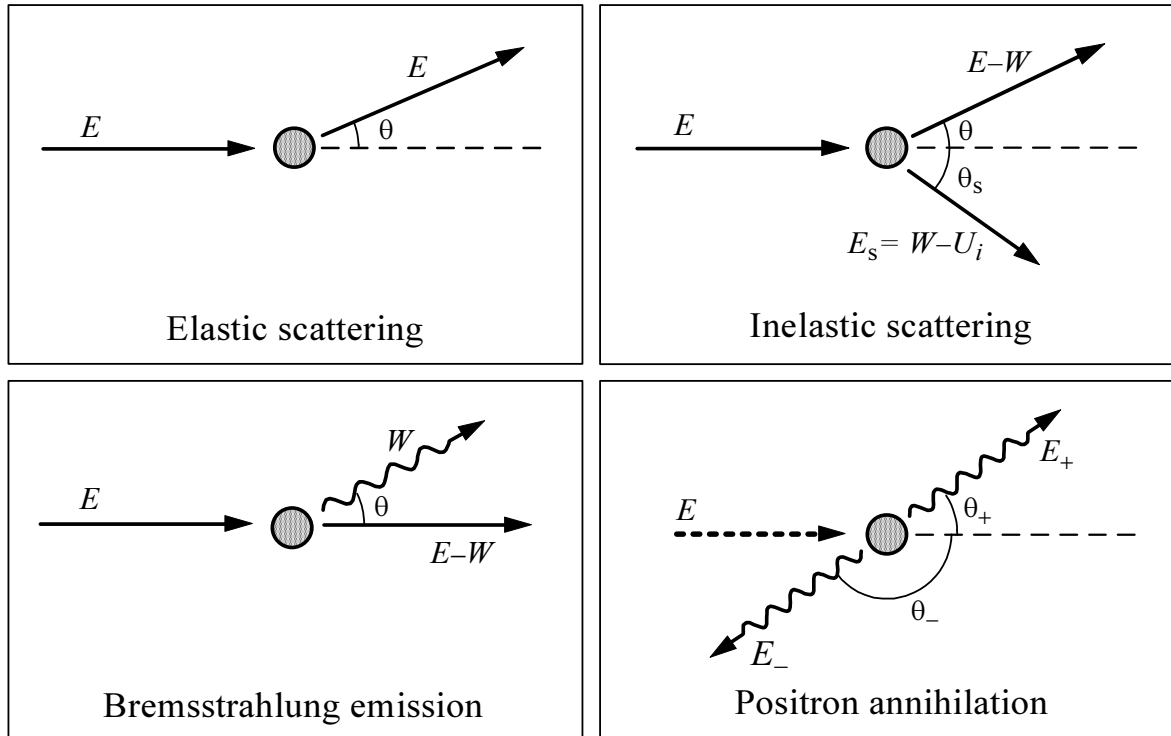 E
E
θ
Elastic scattering
E
E–W
θ
θs
Es= W–Ui
Inelastic scattering
E
W
θ
E–W
Bremsstrahlung emission
E
E+
θ+
θ–
E–
Positron annihilation